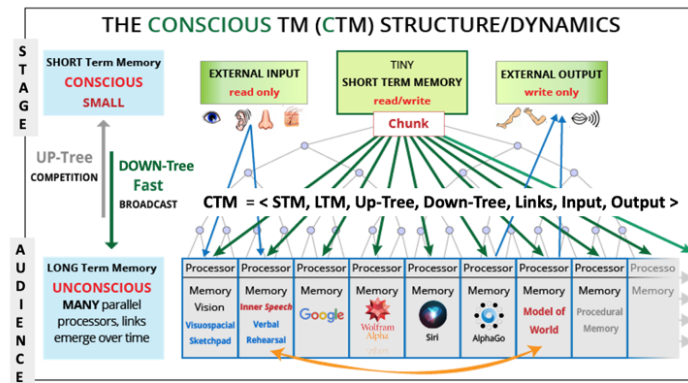 THE CONSCIOUS TM (CTM) STRUCTURE/DYNAMICS
STAGE
SHORT Term Memory
CONSCIOUS
SMALL
EXTERNAL INPUT
read only
TINY
SHORT TERM MEMORY
read/write
Chunk
EXTERNAL OUTPUT
write only
UP-Tree
COMPETITION
DOWN-Tree
Fast
BROADCAST
CTM = < STM, LTM, Up-Tree, Down-Tree, Links, Input, Output >
AUDIENCE
LONG Term Memory
UNCONSCIOUS
MANY parallel
processors, links
emerge over time
Processor
Memory
Vision
Visuospacial
Sketchpad
Processor
Memory
Inner Speech
Verbal
Rehearsal
Processor
Memory
Google
Processor
Memory
Wolfram
Alpha
Processor
Memory
Siri
Processor
Memory
AlphaGo
Processor
Memory
Model of
World
Processor
Memory
Procedural
Memory
Processo
Memory